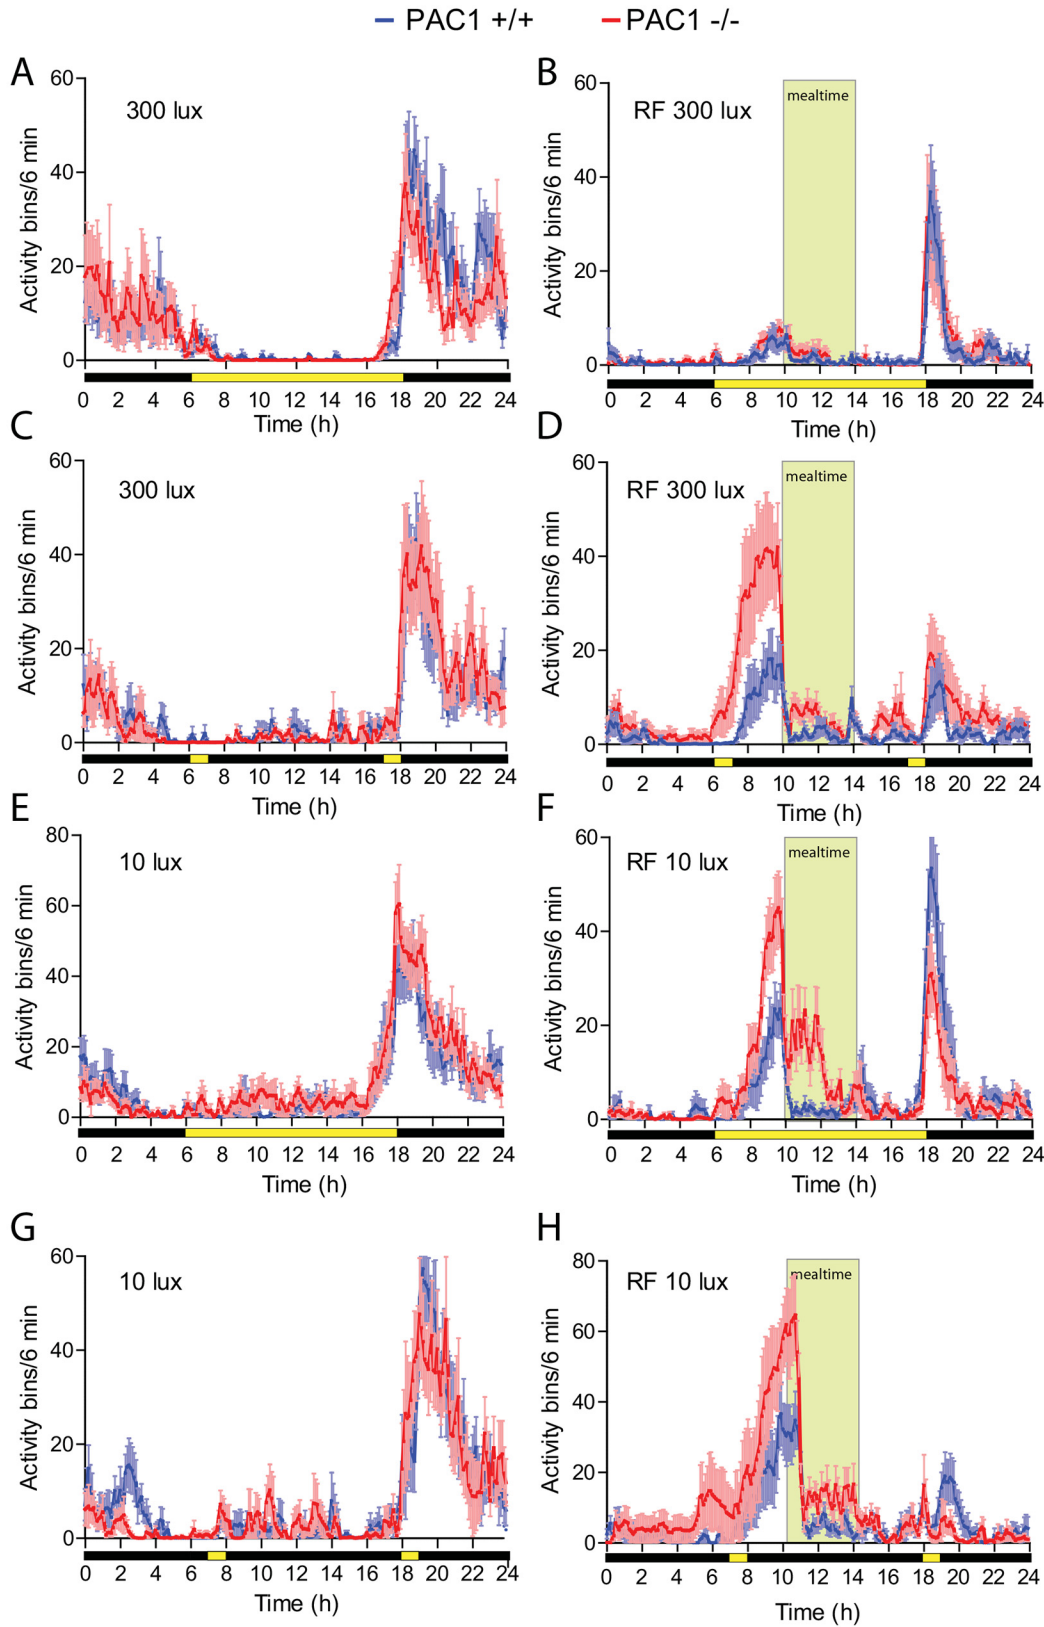 PAC1 +/+ PAC1 -/-
A
300 lux
Activity bins/6 min
60
40
20
0
0 2 4 6 8 10 12 14 16 18 20 22 24
Time (h)
B
RF 300 lux
mealtime
Activity bins/6 min
60
40
20
0
0 2 4 6 8 10 12 14 16 18 20 22 24
Time (h)
C
300 lux
Activity bins/6 min
60
40
20
0
0 2 4 6 8 10 12 14 16 18 20 22 24
Time (h)
D
RF 300 lux
mealtime
Activity bins/6 min
60
40
20
0
0 2 4 6 8 10 12 14 16 18 20 22 24
Time (h)
E
10 lux
Activity bins/6 min
80
60
40
20
0
0 2 4 6 8 10 12 14 16 18 20 22 24
Time (h)
F
RF 10 lux
mealtime
Activity bins/6 min
60
40
20
0
0 2 4 6 8 10 12 14 16 18 20 22 24
Time (h)
G
10 lux
Activity bins/6 min
60
40
20
0
0 2 4 6 8 10 12 14 16 18 20 22 24
Time (h)
H
RF 10 lux
mealtime
Activity bins/6 min
80
60
40
20
0
0 2 4 6 8 10 12 14 16 18 20 22 24
Time (h)